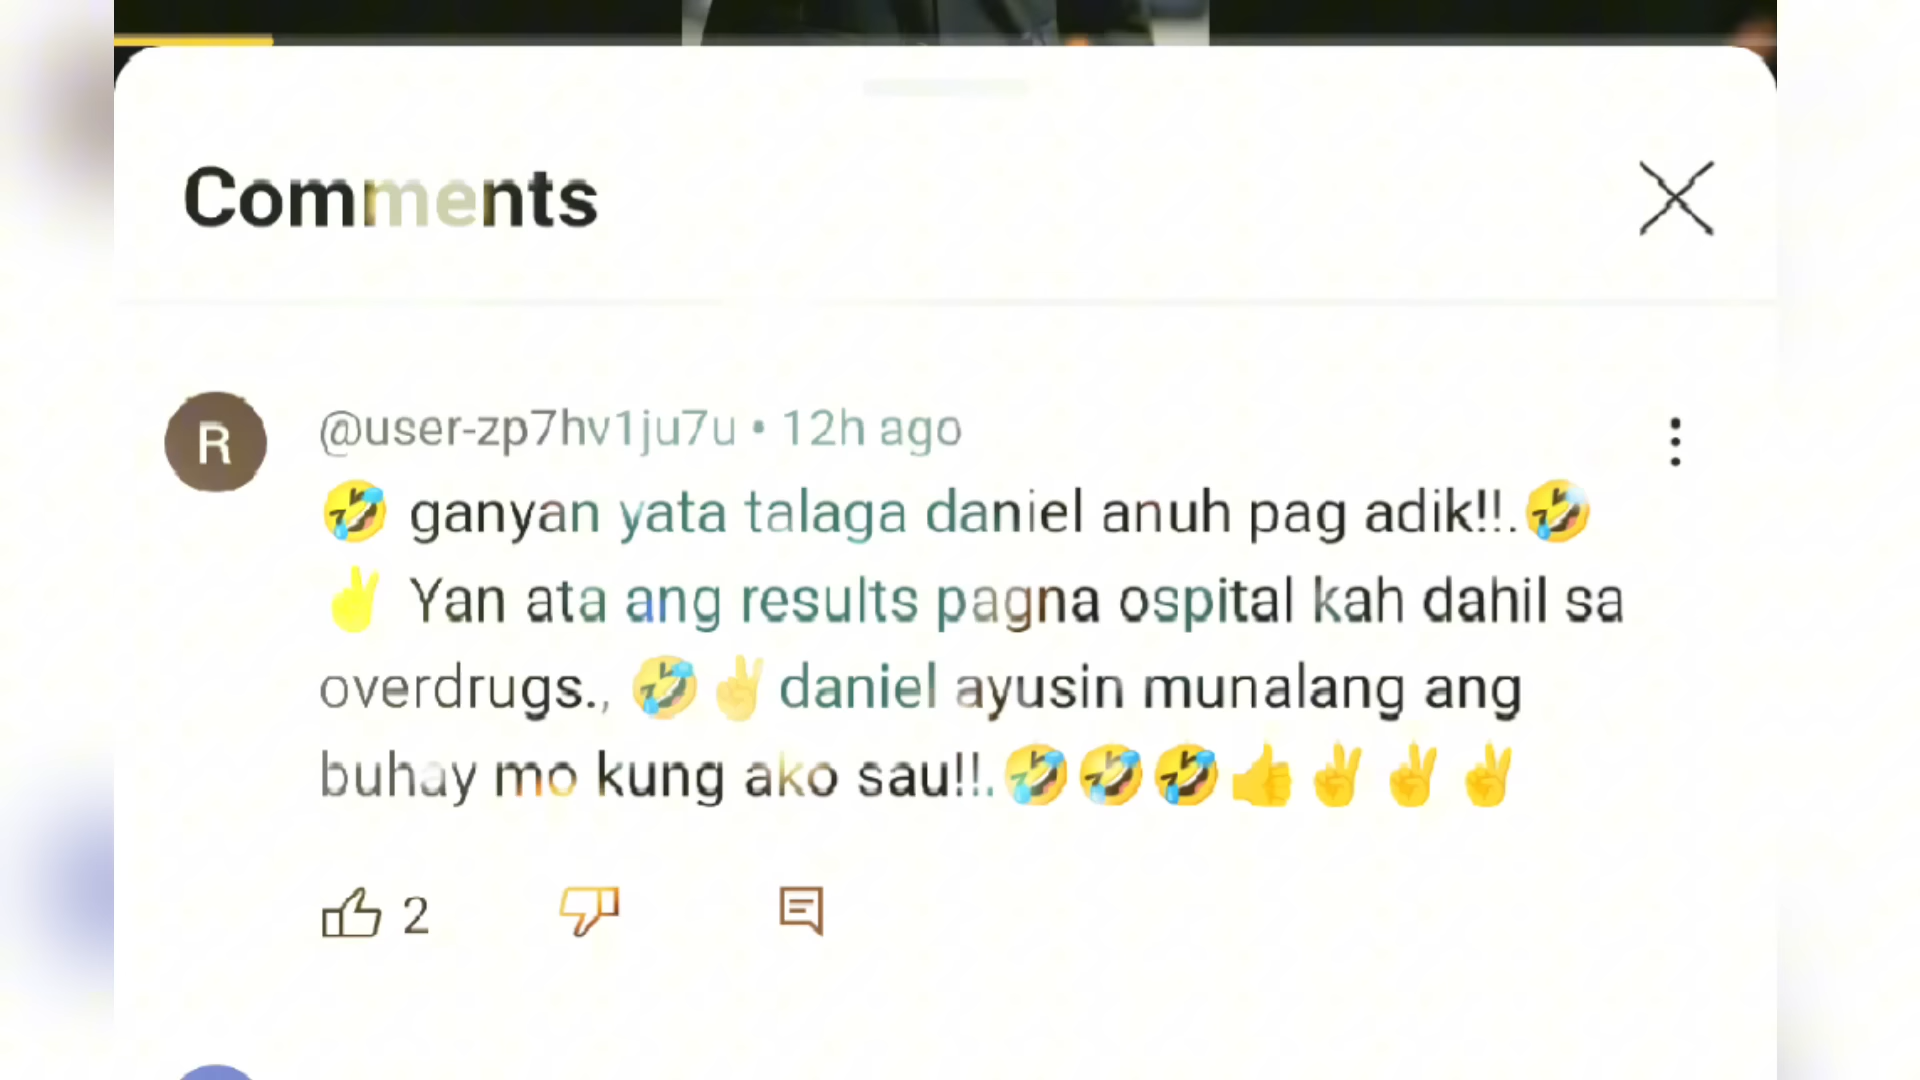 Comments
R
@user-zp7hv1ju7u • 12h ago
🤣 ganyan yata talaga daniel anuh pag adik!!.🤣
✌ Yan ata ang results pagna ospital kah dahil sa
overdrugs., 🤣✌ daniel ayusin munalang ang
buhay mo kung ako sau!!.🤣🤣🤣👍✌✌✌
2